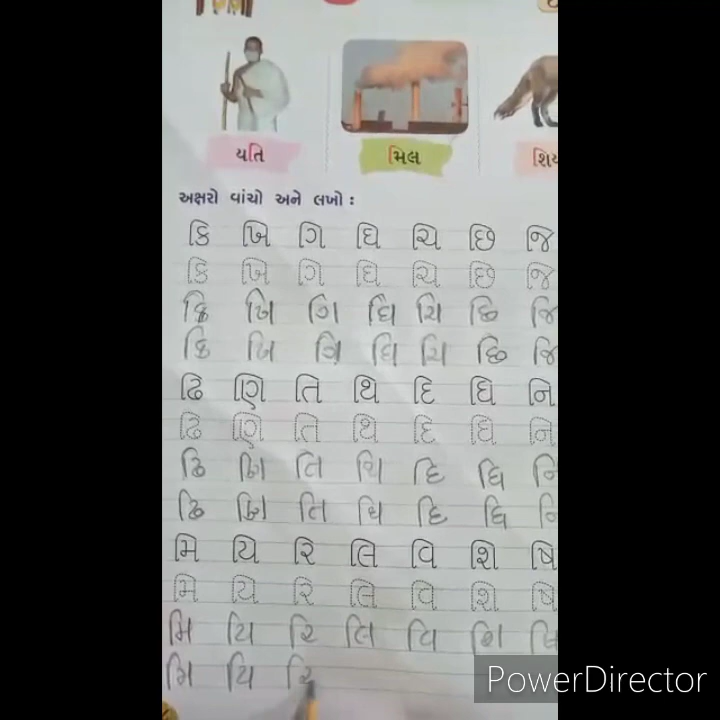 યતિ મિલ
અક્ષરો વાંચો અને લખો :
કિ ખિ ગિ ઘિ ચિ છિ જિ
કિ ખિ ગિ ઘિ ચિ છિ જિ
કિ ખિ ગિ ઘિ ચિ છિ જિ
કિ ખિ ગિ ઘિ ચિ છિ જિ
ઢિ ણિ તિ થિ દિ ધિ નિ
ઢિ ણિ તિ થિ દિ ધિ નિ
ઢિ ણિ તિ થિ દિ ધિ નિ
ઢિ ણિ તિ થિ દિ ધિ નિ
મિ યિ રિ લિ વિ શિ ષિ
મિ યિ રિ લિ વિ શિ ષિ
મિ યિ રિ લિ વિ શિ ષિ
મિ યિ રિ
PowerDirector